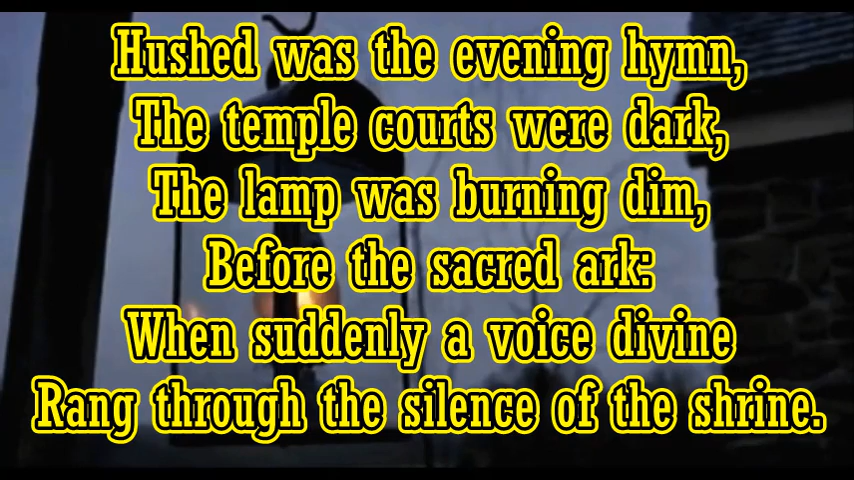 Hushed was the evening hymn,
The temple courts were dark,
The lamp was burning dim,
Before the sacred ark:
When suddenly a voice divine
Rang through the silence of the shrine.